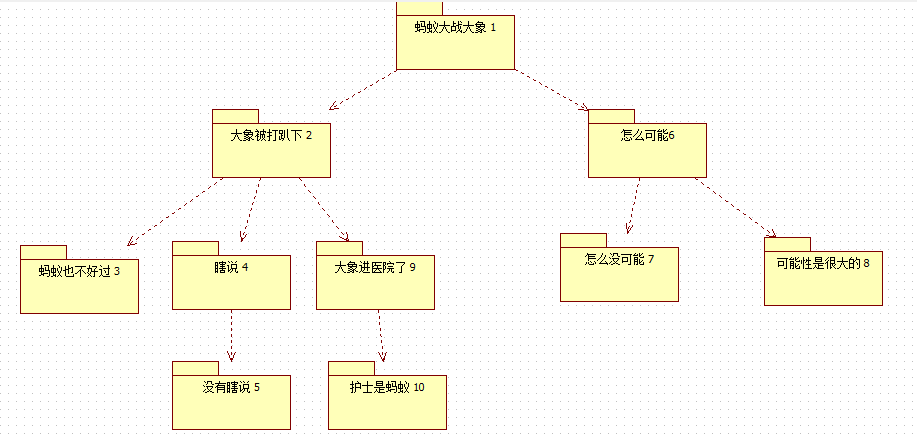 蚂蚁大战大象 1
大象被打趴下 2
怎么可能6
蚂蚁也不好过 3
瞎说 4
大象进医院了 9
怎么没可能 7
可能性是很大的 8
没有瞎说 5
护士是蚂蚁 10